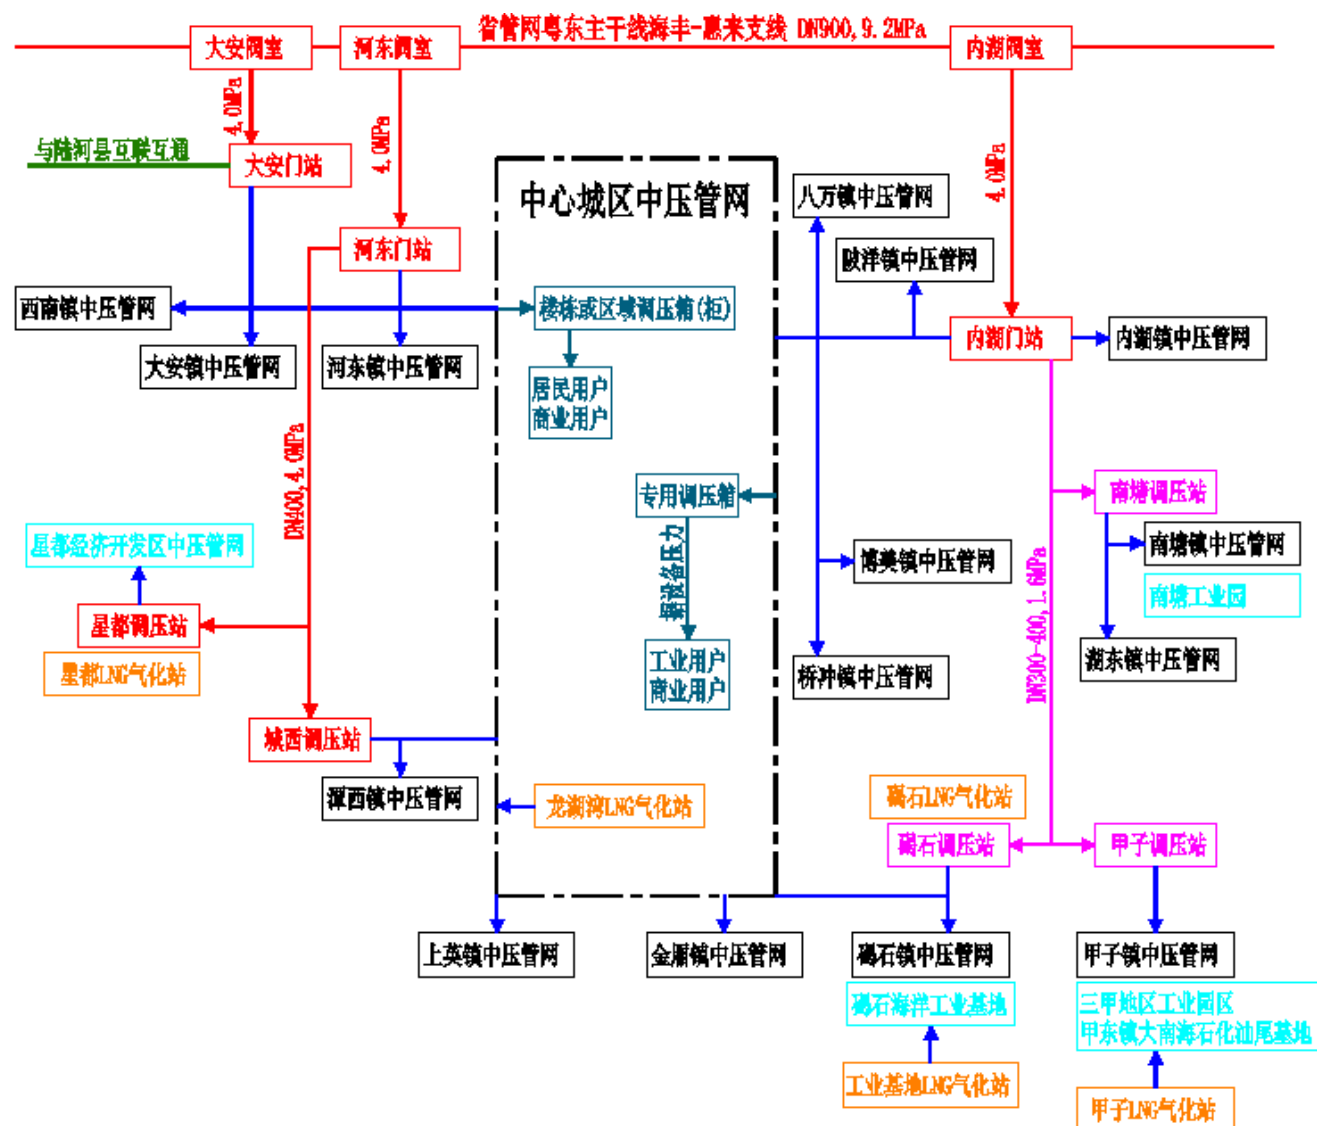 省管网粤东主干线海丰-惠来支线 DN900,9.2MPa
大安阀室
河东阀室
内湖阀室
4.0MPa
4.0MPa
4.0MPa
与陆河县互联互通
大安门站
中心城区中压管网
八万镇中压管网
河东门站
陂洋镇中压管网
西南镇中压管网
楼栋或区域调压箱(柜)
内湖门站
内湖镇中压管网
大安镇中压管网
河东镇中压管网
居民用户
商业用户
DN400,4.0MPa
专用调压箱
南塘调压站
星都经济开发区中压管网
据设备压力
博美镇中压管网
南塘镇中压管网
南塘工业园
DN300-400,1.6MPa
星都调压站
星都LNG气化站
工业用户
商业用户
桥冲镇中压管网
湖东镇中压管网
城西调压站
潭西镇中压管网
龙湖湾LNG气化站
碣石LNG气化站
碣石调压站
甲子调压站
上英镇中压管网
金厢镇中压管网
碣石镇中压管网
甲子镇中压管网
碣石海洋工业基地
三甲地区工业园区
甲东镇大南海石化汕尾基地
工业基地LNG气化站
甲子LNG气化站